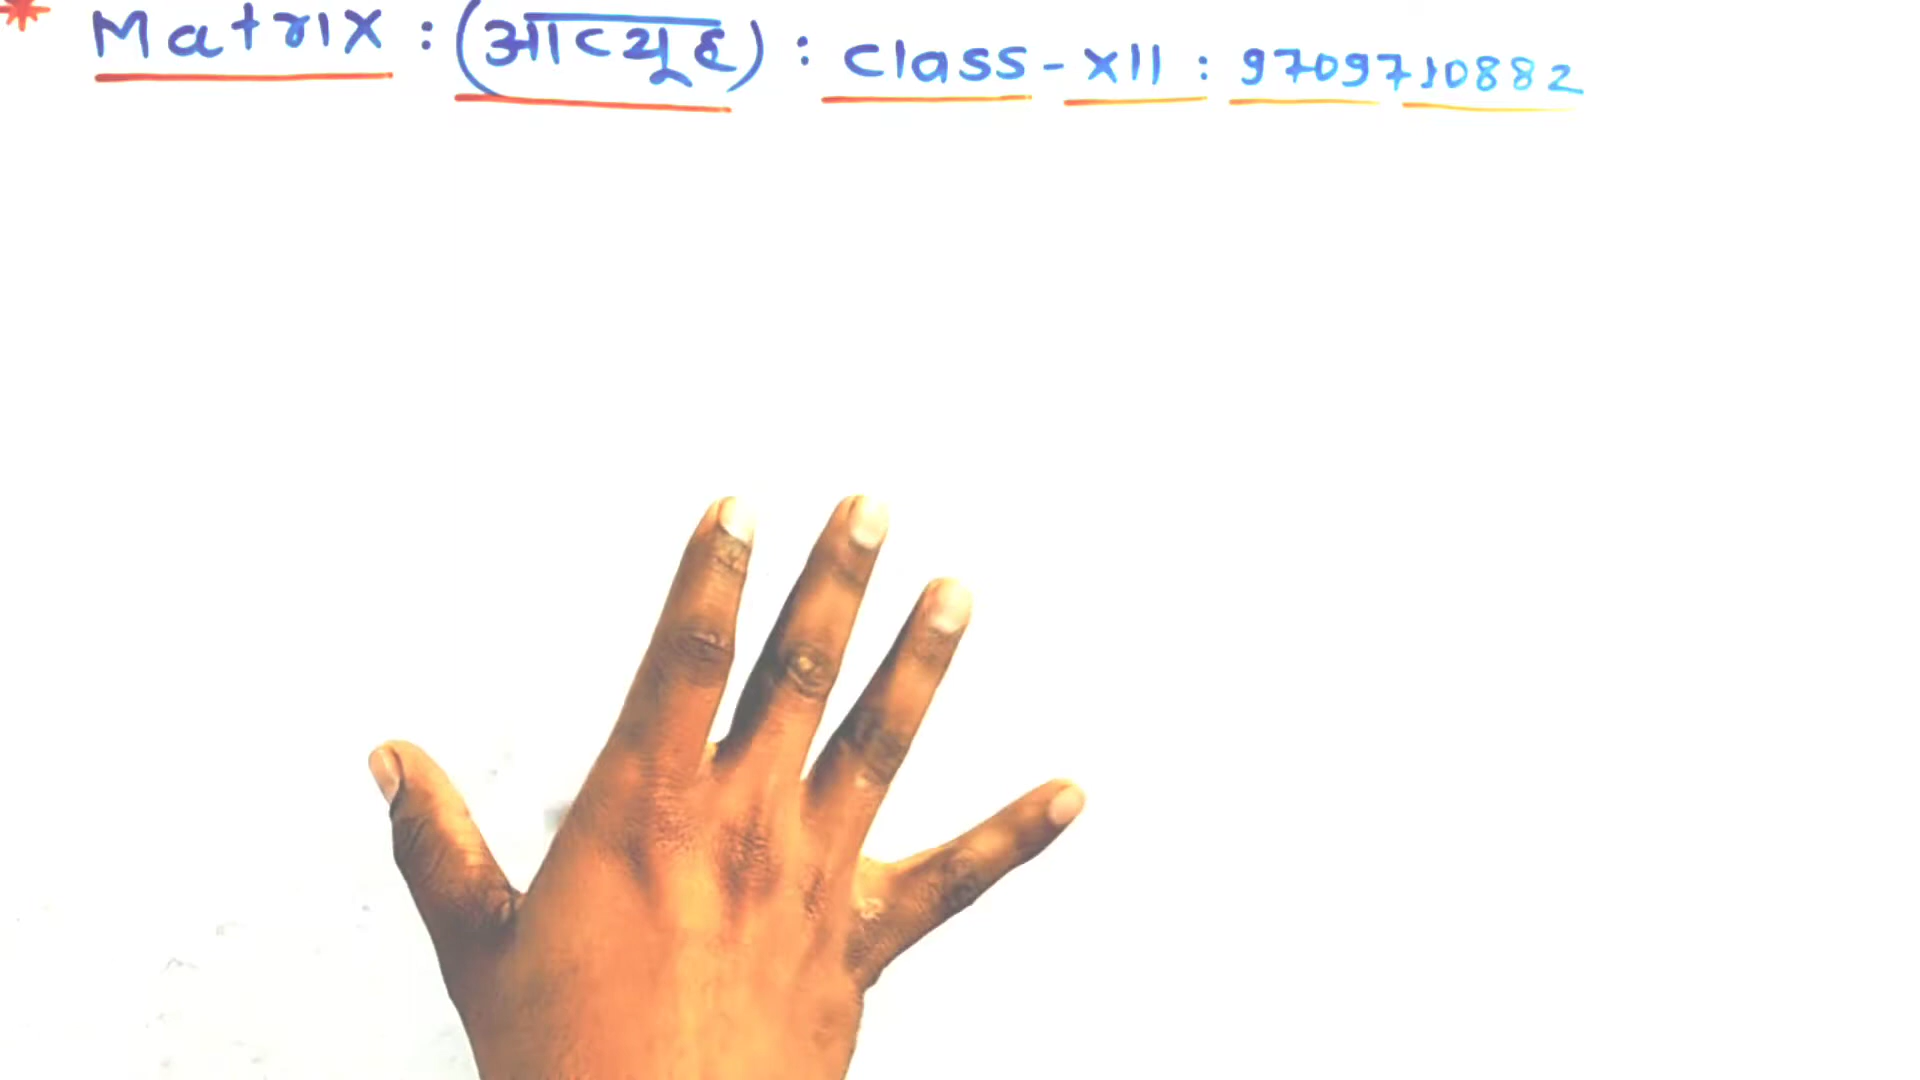 * Matrix : (आव्यूह) : Class - XII : 9709710882